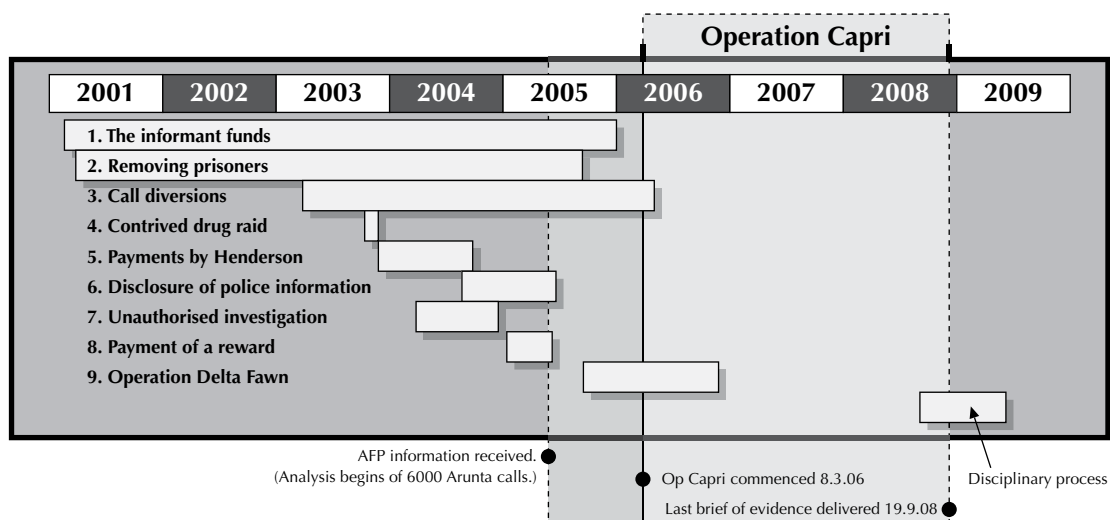 Operation Capri
2001 2002 2003 2004 2005 2006 2007 2008 2009
1. The informant funds
2. Removing prisoners
3. Call diversions
4. Contrived drug raid
5. Payments by Henderson
6. Disclosure of police information
7. Unauthorised investigation
8. Payment of a reward
9. Operation Delta Fawn
AFP information received.
(Analysis begins of 6000 Arunta calls.)
Op Capri commenced 8.3.06
Disciplinary process
Last brief of evidence delivered 19.9.08